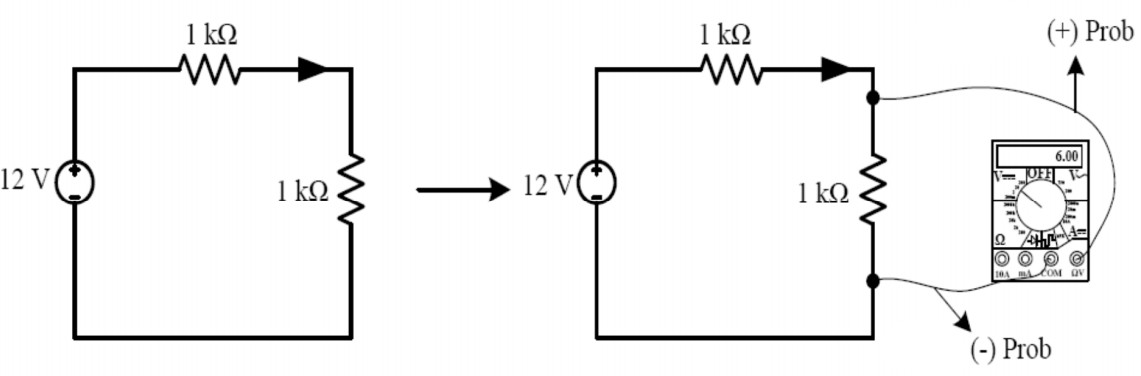 1 kΩ
12 V
1 kΩ
1 kΩ
12 V
1 kΩ
(+) Prob
6.00
V
OFF
V~
Ω
A
10A mA COM ΩV
(-) Prob